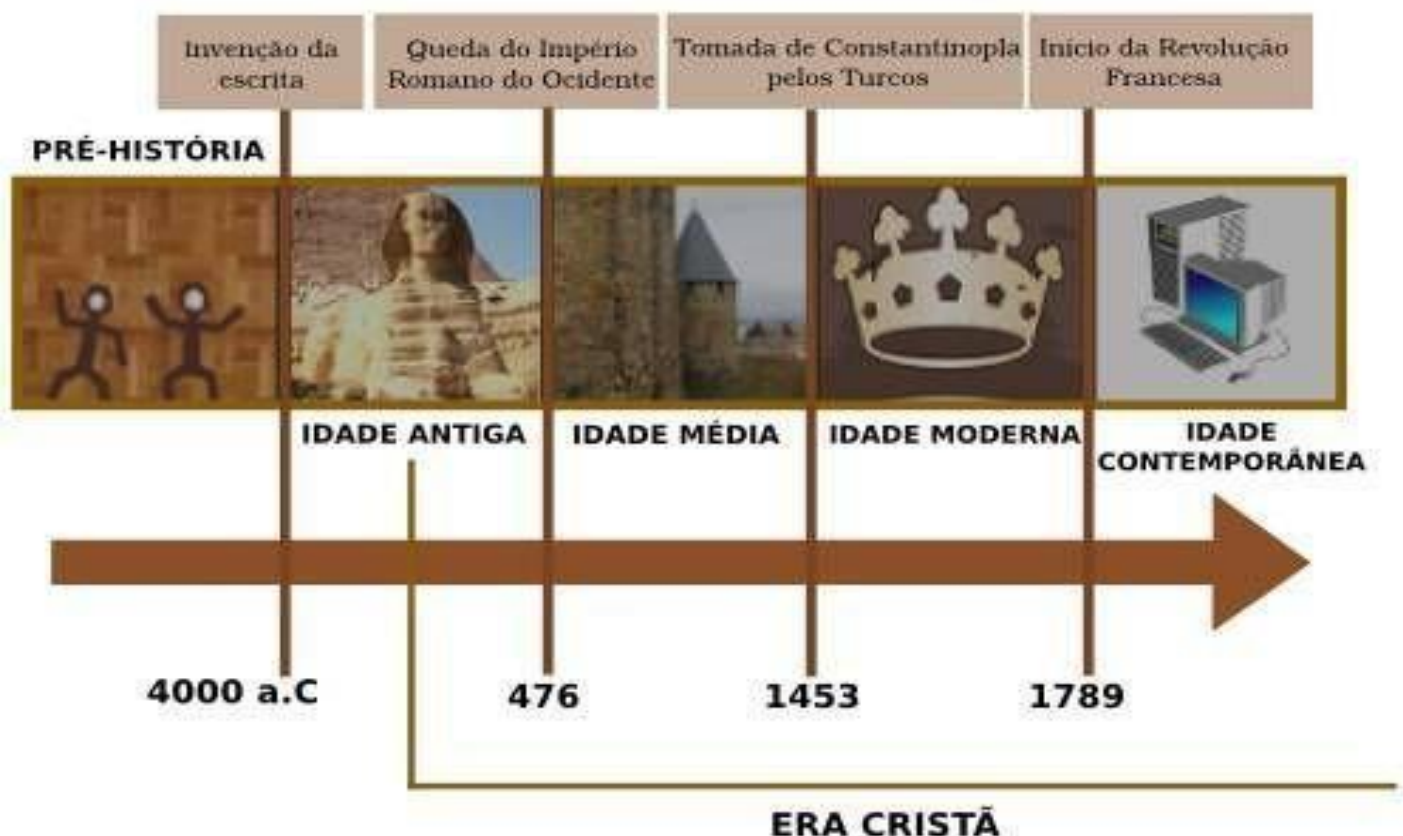 Invenção da
escrita
Queda do Império
Romano do Ocidente
Tomada de Constantinopla
pelos Turcos
Início da Revolução
Francesa
PRÉ-HISTÓRIA
IDADE ANTIGA
IDADE MÉDIA
IDADE MODERNA
IDADE
CONTEMPORÂNEA
4000 a.C
476
1453
1789
ERA CRISTÃ